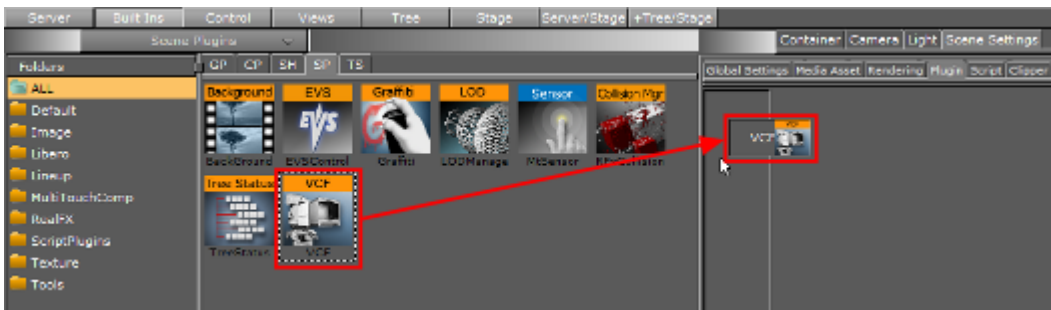 Server Built Ins Control Views Tree Stage Server/Stage +Tree/Stage
Scene Plugins
Container Camera Light Scene Settings
Folders
GP CP SH SP TS
Global Settings Media Asset Rendering Plugin Script Clipper
ALL
Default
Image
Libero
Lineup
MultiTouchComp
RealFX
ScriptPlugins
Texture
Tools
Background EVS Graffiti LOD Sensor Collision Mgr
BackGround EVSControl Graffiti LODManage MtSensor RFxCollision
Tree Status VCF
TreeStatus VCF
VCF
VCF